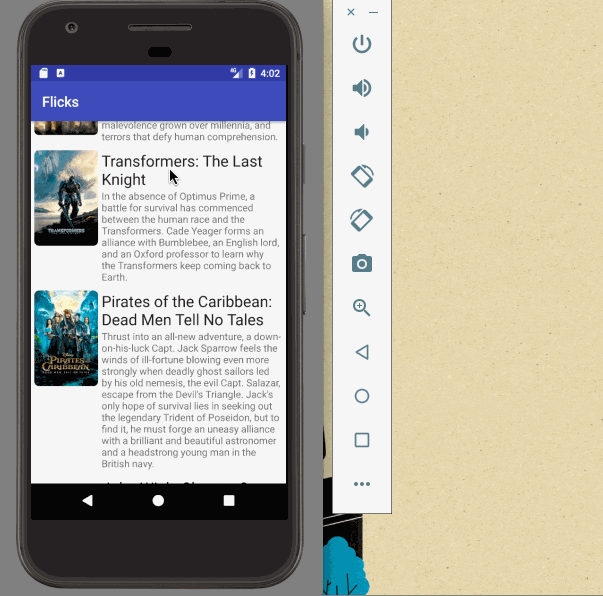 4:02
Flicks
malevolence grown over millennia, and
terrors that defy human comprehension.
Transformers: The Last
Knight
In the absence of Optimus Prime, a
battle for survival has commenced
between the human race and the
Transformers. Cade Yeager forms an
alliance with Bumblebee, an English lord,
and an Oxford professor to learn why
the Transformers keep coming back to
Earth.
TRANSFORMERS
Pirates of the Caribbean:
Dead Men Tell No Tales
Thrust into an all-new adventure, a down-
on-his-luck Capt. Jack Sparrow feels the
winds of ill-fortune blowing even more
strongly when deadly ghost sailors led
by his old nemesis, the evil Capt. Salazar,
escape from the Devil's Triangle. Jack's
only hope of survival lies in seeking out
the legendary Trident of Poseidon, but to
find it, he must forge an uneasy alliance
with a brilliant and beautiful astronomer
and a headstrong young man in the
British navy.
PIRATES
CARIBBEAN